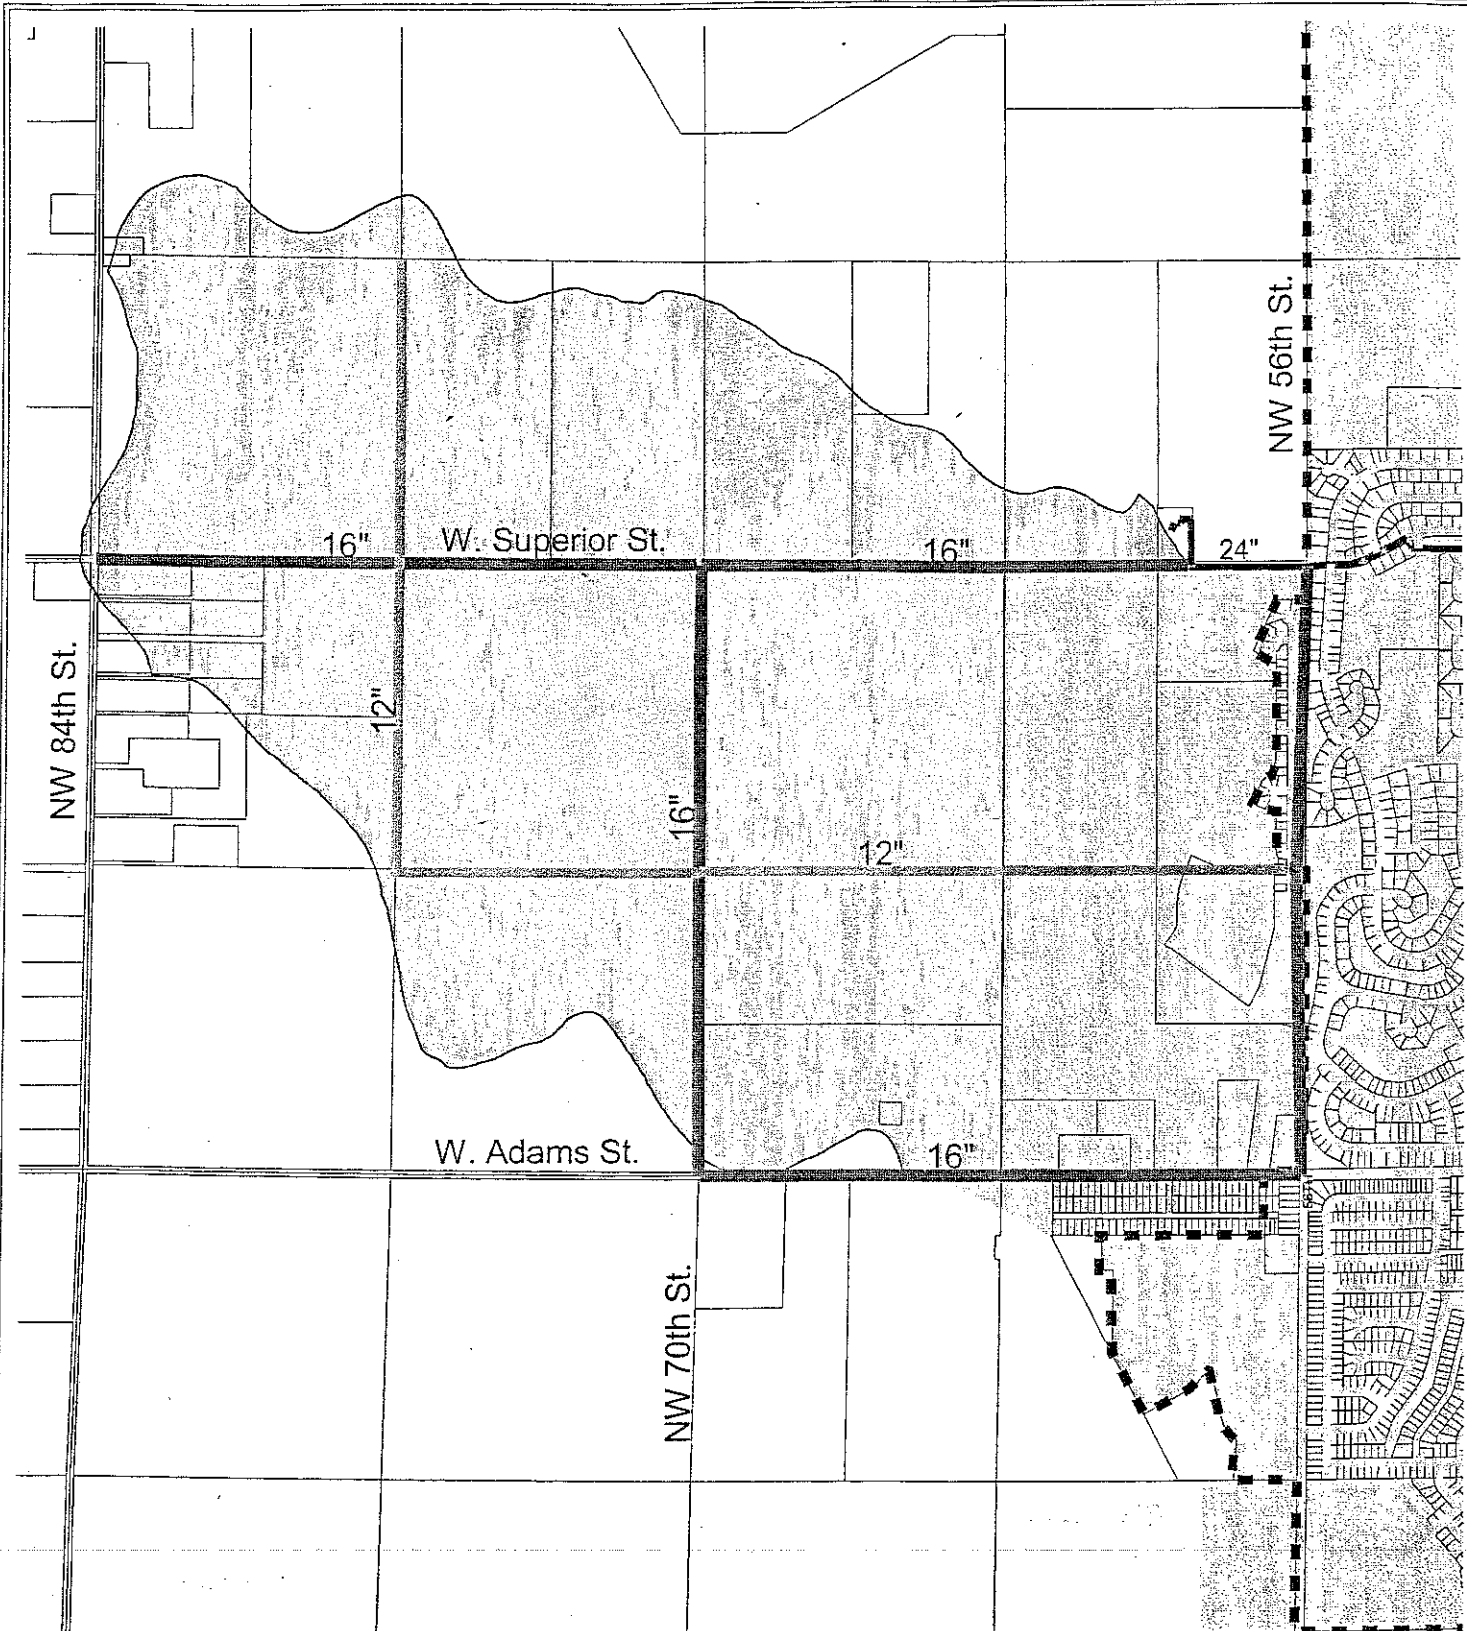 NW 56th St.
16"
W. Superior St.
16"
24"
NW 84th St.
12"
16"
12"
W. Adams St.
16"
NW 70th St.